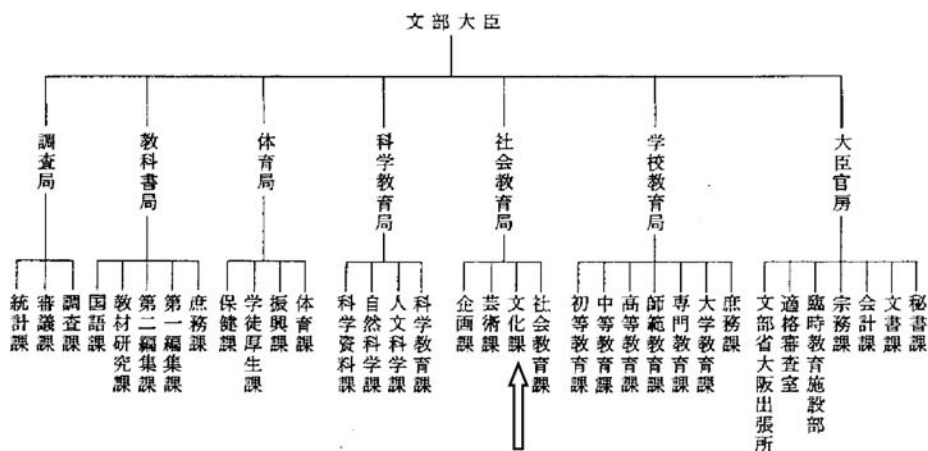 文部大臣
大臣官房
学校教育局
社会教育局
科学教育局
体育局
教科書局
調査局
秘書課
文書課
会計課
宗務課
臨時教育施設部
適格審査室
文部省大阪出張所
庶務課
大学教育課
専門教育課
師範教育課
高等教育課
中等教育課
初等教育課
社会教育課
文化課
芸術課
企画課
科学教育課
人文科学課
自然科学課
科学資料課
体育課
振興課
学徒厚生課
保健課
庶務課
第一編集課
第二編集課
教材研究課
国語課
調査課
審議課
統計課